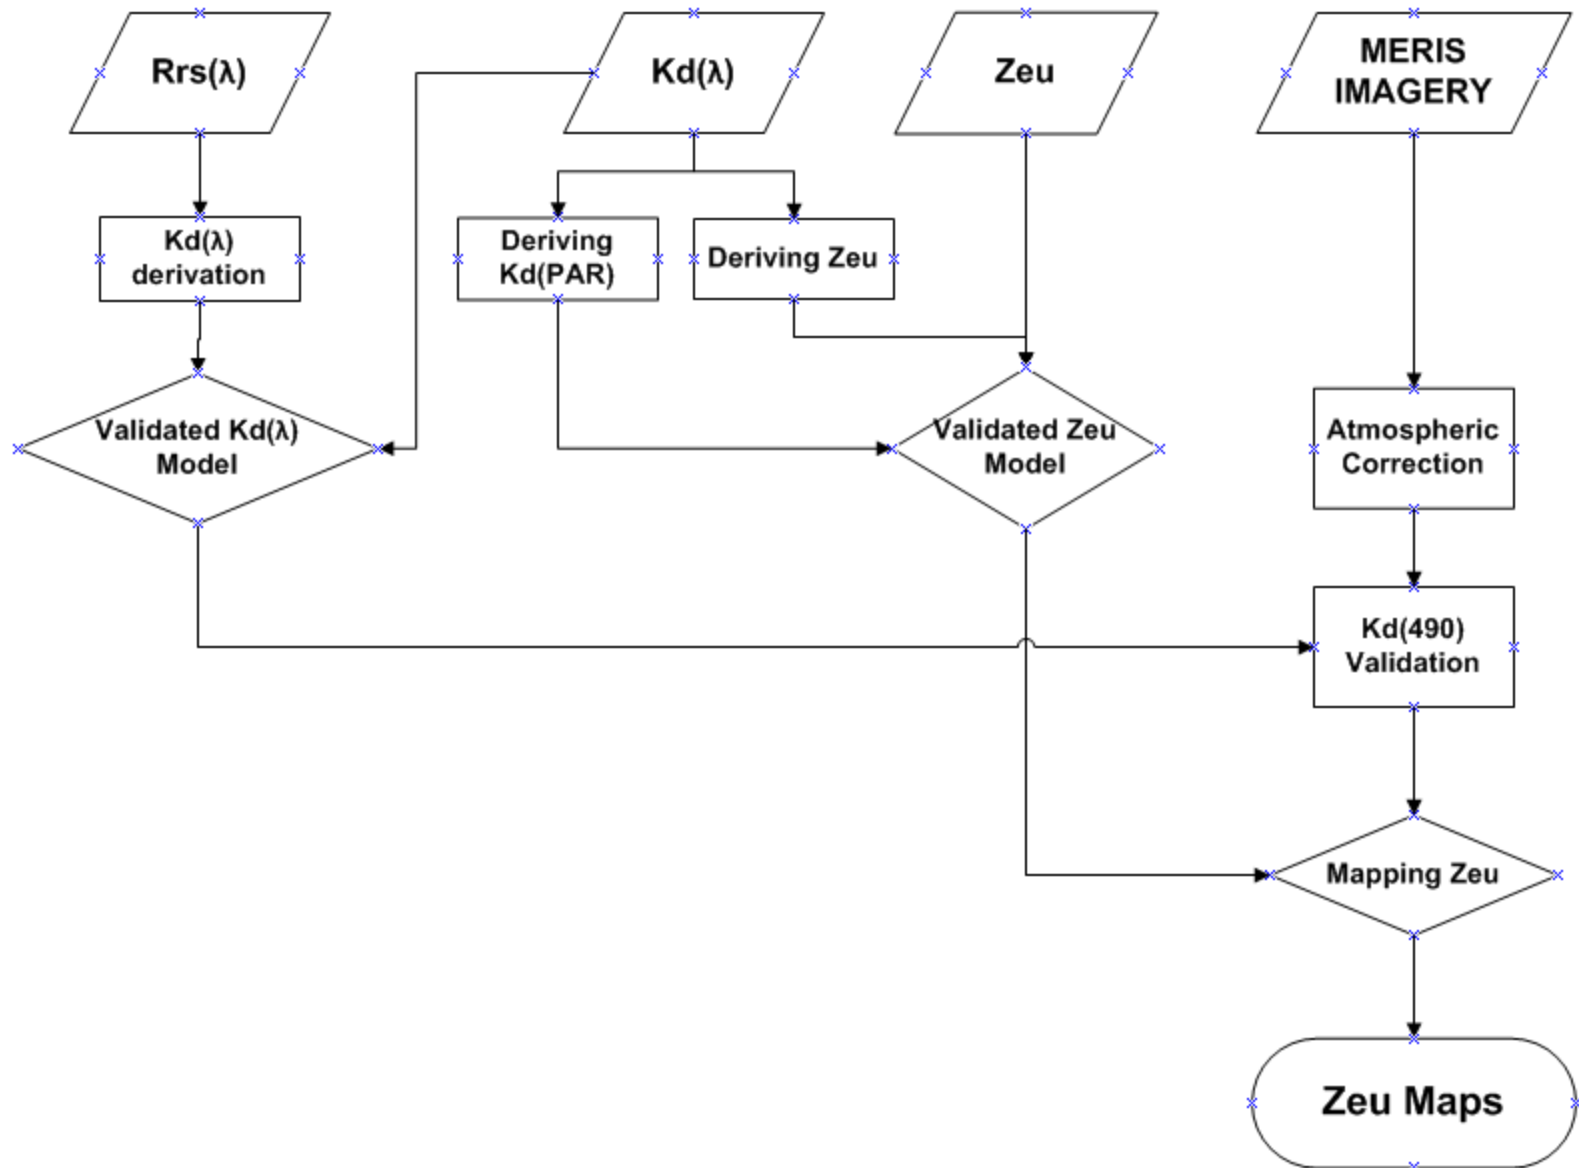 Rrs(λ)
Kd(λ)
Zeu
MERIS
IMAGERY
Kd(λ)
derivation
Deriving
Kd(PAR)
Deriving Zeu
Validated Kd(λ)
Model
Validated Zeu
Model
Atmospheric
Correction
Kd(490)
Validation
Mapping Zeu
Zeu Maps